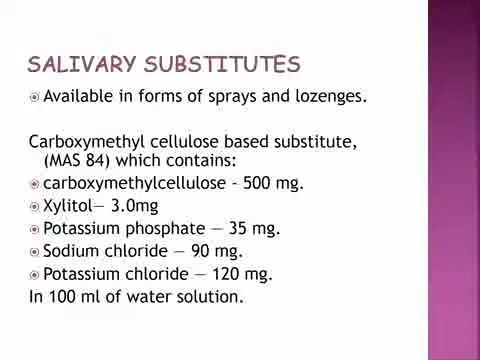 SALIVARY SUBSTITUTES
Available in forms of sprays and lozenges.
Carboxymethyl cellulose based substitute,
(MAS 84) which contains:
carboxymethylcellulose - 500 mg.
Xylitol— 3.0mg
Potassium phosphate — 35 mg.
Sodium chloride — 90 mg.
Potassium chloride — 120 mg.
In 100 ml of water solution.